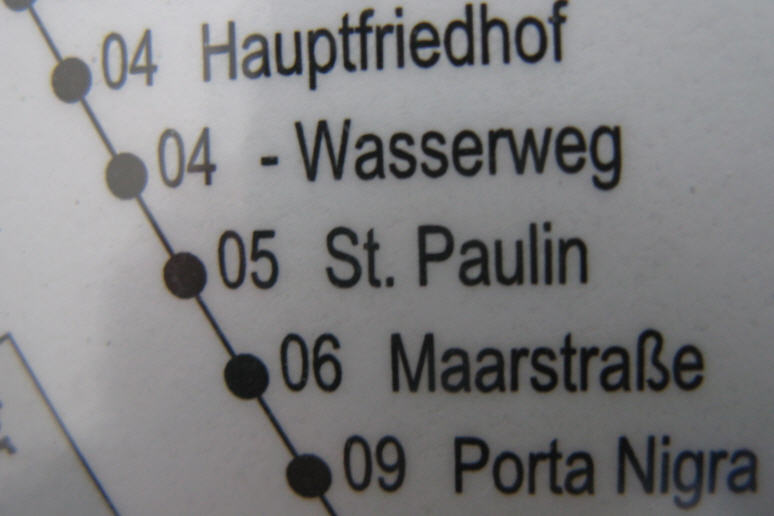 04 Hauptfriedhof
04 - Wasserweg
05 St. Paulin
06 Maarstraße
09 Porta Nigra